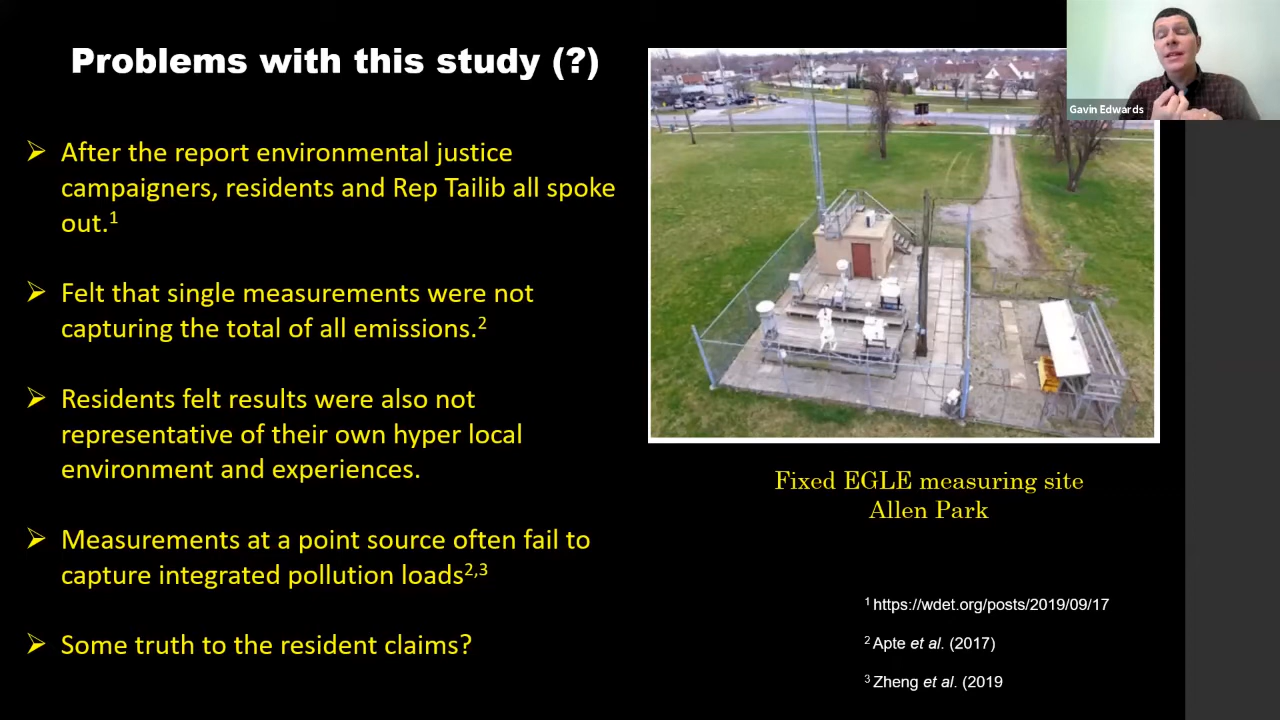 Problems with this study (?)
After the report environmental justice
campaigners, residents and Rep Tailib all spoke
out.1
Felt that single measurements were not
capturing the total of all emissions.2
Residents felt results were also not
representative of their own hyper local
environment and experiences.
Measurements at a point source often fail to
capture integrated pollution loads2,3
Some truth to the resident claims?
Gavin Edwards
Fixed EGLE measuring site
Allen Park
1 https://wdet.org/posts/2019/09/17
2 Apte et al. (2017)
3 Zheng et al. (2019